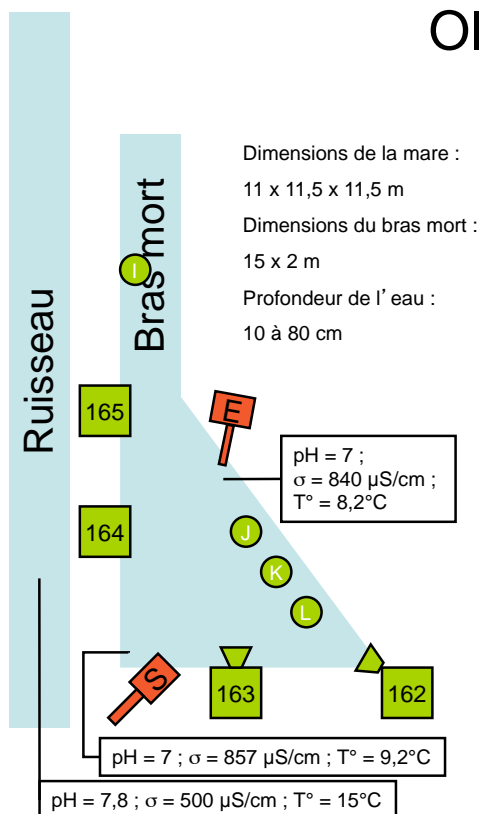 Ol
Dimensions de la mare :
11 x 11,5 x 11,5 m
Dimensions du bras mort :
15 x 2 m
Profondeur de l'eau :
10 à 80 cm
Ruisseau
Bras mort
I
165
E
pH = 7 ;
σ = 840 µS/cm ;
T° = 8,2°C
164
J
K
L
S
163
162
pH = 7 ; σ = 857 µS/cm ; T° = 9,2°C
pH = 7,8 ; σ = 500 µS/cm ; T° = 15°C